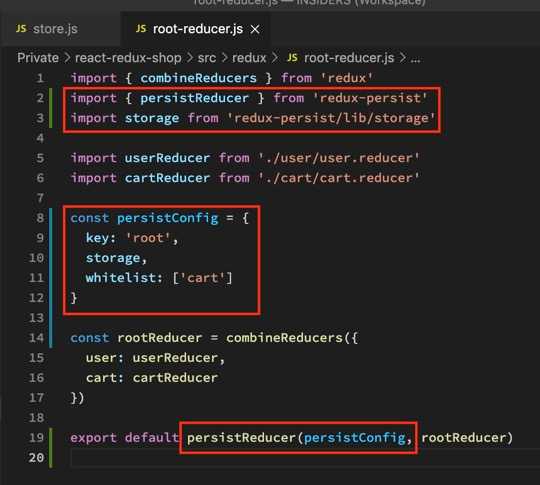 root-reducer.js — INSIDERS (Workspace)
JS store.js JS root-reducer.js ×
Private › react-redux-shop › src › redux › JS root-reducer.js › ...
1 import { combineReducers } from 'redux'
2 import { persistReducer } from 'redux-persist'
3 import storage from 'redux-persist/lib/storage'
4
5 import userReducer from './user/user.reducer'
6 import cartReducer from './cart/cart.reducer'
7
8 const persistConfig = {
9   key: 'root',
10   storage,
11   whitelist: ['cart']
12 }
13
14 const rootReducer = combineReducers({
15   user: userReducer,
16   cart: cartReducer
17 })
18
19 export default persistReducer(persistConfig, rootReducer)
20